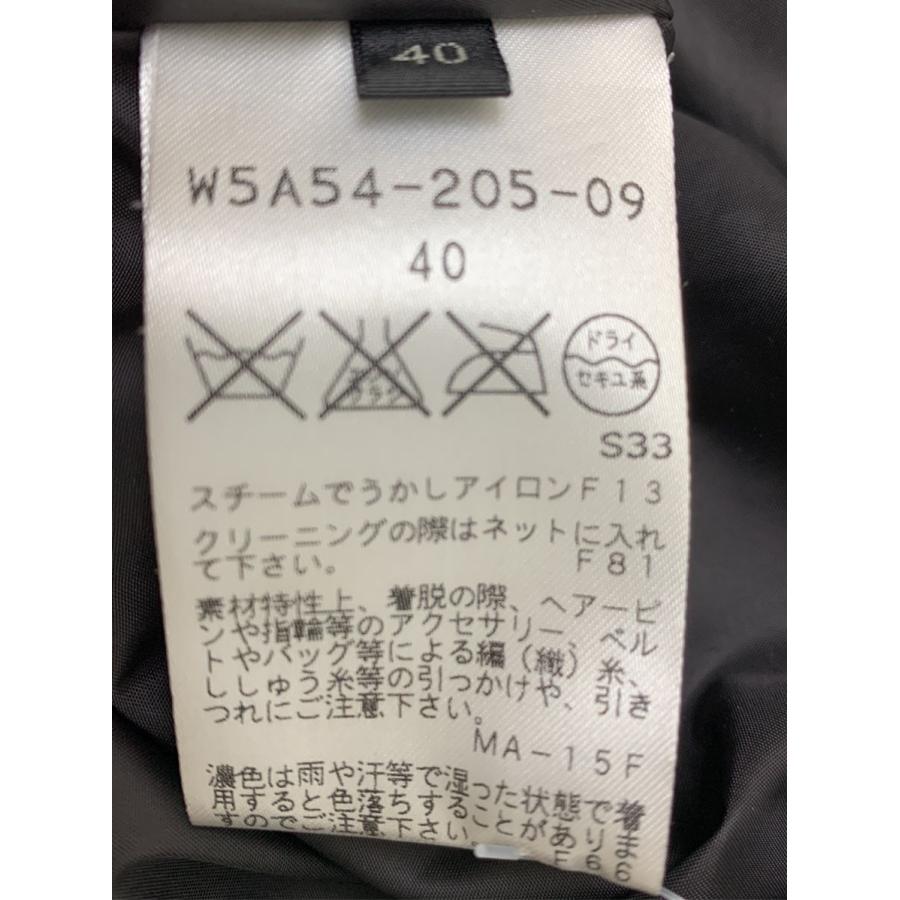 40
W5A54-205-09
40
ドライ
セキユ系
S33
スチームでうかしアイロンF13
クリーニングの際はネットに入れ
て下さい。 F81
素材特性上、着脱の際、ヘアーピ
ンや指輪等のアクセサリー、ベル
トやバッグ等による編(織)糸、
ししゅう糸等の引つかけや、引き
つれにご注意下さい。
MA-15F
濃色は雨や汗等で湿った状態で着
用すると色落ちすることがありま
すのでご注意下さい。 F66